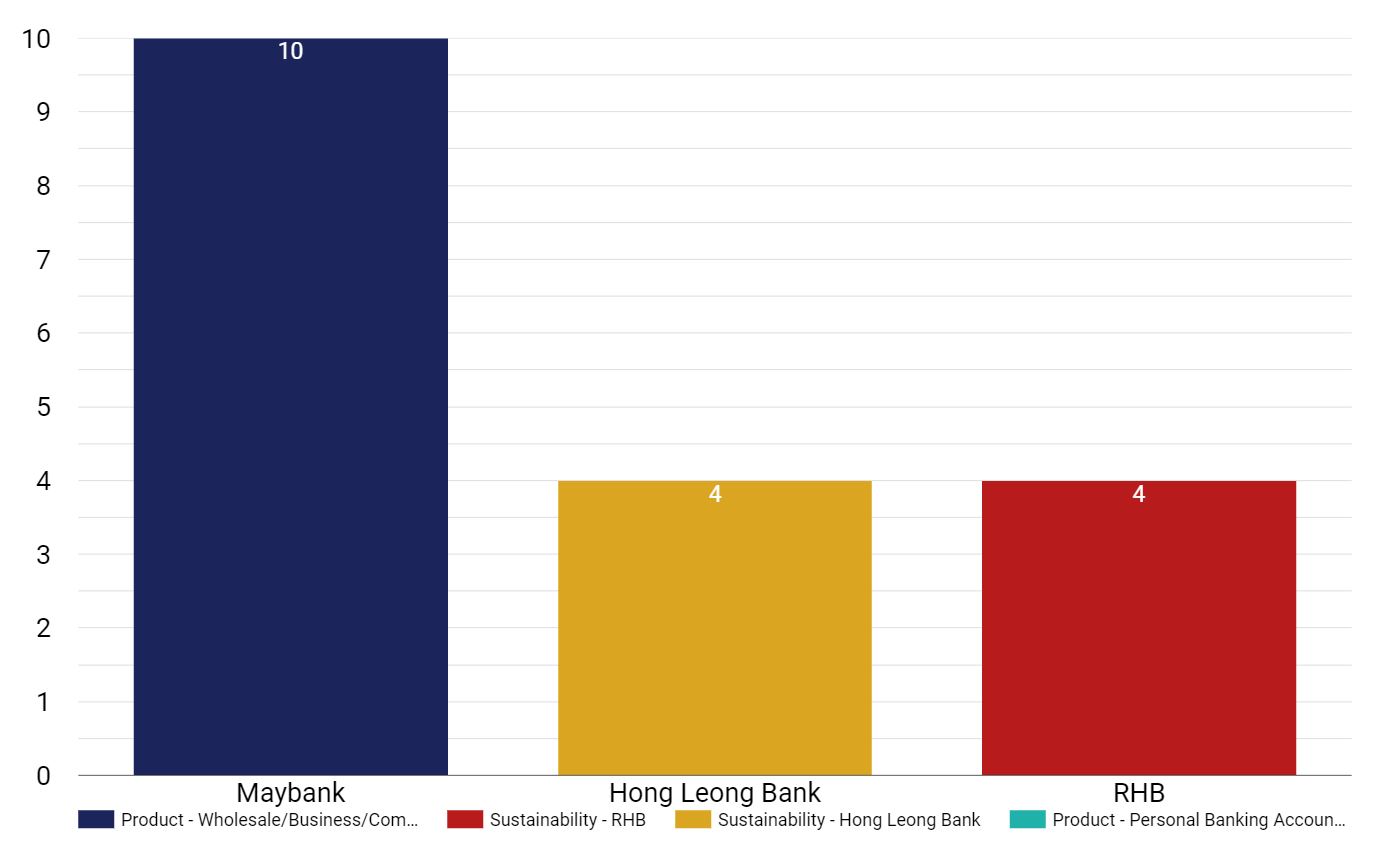 10
10
9
8
7
6
5
4
4
4
3
2
1
0
Maybank
Hong Leong Bank
RHB
Product - Wholesale/Business/Com...
Sustainability - RHB
Sustainability - Hong Leong Bank
Product - Personal Banking Accoun...